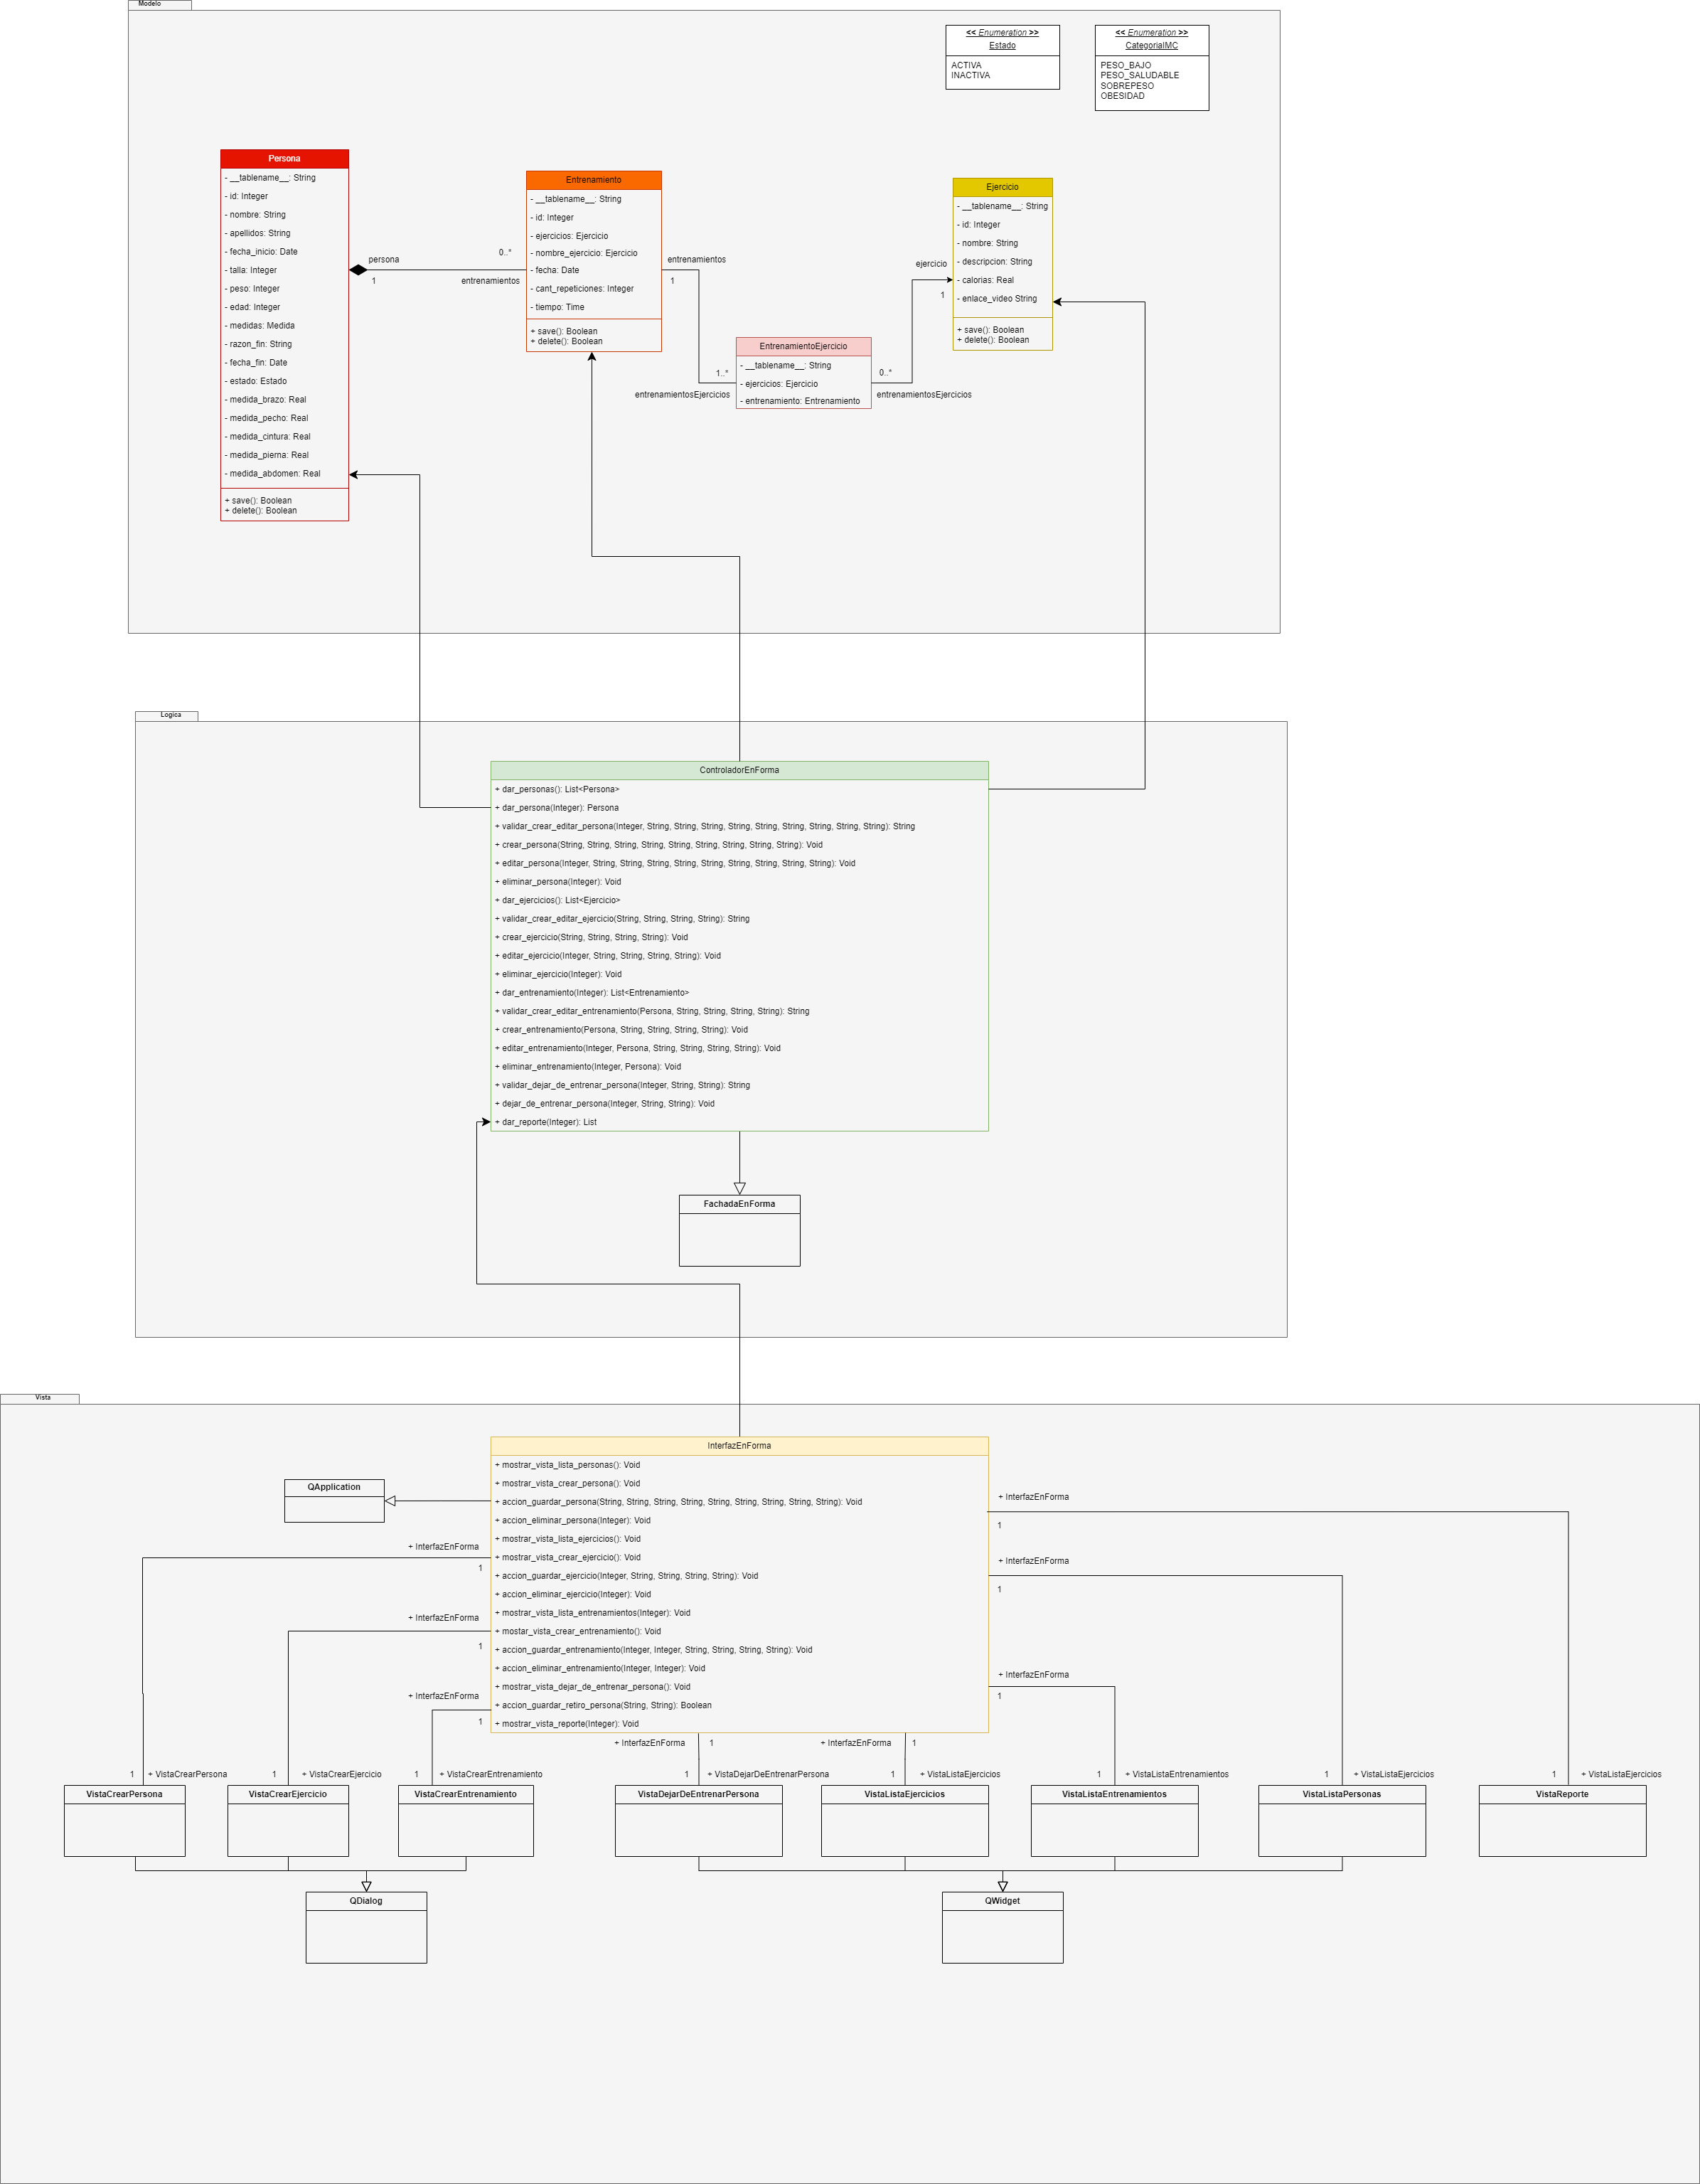 Modelo
<< Enumeration >>
Estado
ACTIVA
INACTIVA
<< Enumeration >>
CategoriaIMC
PESO_BAJO
PESO_SALUDABLE
SOBREPESO
OBESIDAD
Persona
- __tablename__: String
- id: Integer
- nombre: String
- apellidos: String
- fecha_inicio: Date
- talla: Integer
- peso: Integer
- edad: Integer
- medidas: Medida
- razon_fin: String
- fecha_fin: Date
- estado: Estado
- medida_brazo: Real
- medida_pecho: Real
- medida_cintura: Real
- medida_pierna: Real
- medida_abdomen: Real
+ save(): Boolean
+ delete(): Boolean
persona
1
0..*
entrenamientos
Entrenamiento
- __tablename__: String
- id: Integer
- ejercicios: Ejercicio
- nombre_ejercicio: Ejercicio
- fecha: Date
- cant_repeticiones: Integer
- tiempo: Time
+ save(): Boolean
+ delete(): Boolean
entrenamientos
1
1..*
entrenamientosEjercicios
EntrenamientoEjercicio
- __tablename__: String
- ejercicios: Ejercicio
- entrenamiento: Entrenamiento
0..*
entrenamientosEjercicios
ejercicio
1
Ejercicio
- __tablename__: String
- id: Integer
- nombre: String
- descripcion: String
- calorias: Real
- enlace_video String
+ save(): Boolean
+ delete(): Boolean
Logica
ControladorEnForma
+ dar_personas(): List<Persona>
+ dar_persona(Integer): Persona
+ validar_crear_editar_persona(Integer, String, String, String, String, String, String, String, String, String): String
+ crear_persona(String, String, String, String, String, String, String, String, String): Void
+ editar_persona(Integer, String, String, String, String, String, String, String, String, String): Void
+ eliminar_persona(Integer): Void
+ dar_ejercicios(): List<Ejercicio>
+ validar_crear_editar_ejercicio(String, String, String, String): String
+ crear_ejercicio(String, String, String, String): Void
+ editar_ejercicio(Integer, String, String, String, String): Void
+ eliminar_ejercicio(Integer): Void
+ dar_entrenamiento(Integer): List<Entrenamiento>
+ validar_crear_editar_entrenamiento(Persona, String, String, String, String): String
+ crear_entrenamiento(Persona, String, String, String, String): Void
+ editar_entrenamiento(Integer, Persona, String, String, String, String): Void
+ eliminar_entrenamiento(Integer, Persona): Void
+ validar_dejar_de_entrenar_persona(Integer, String, String): String
+ dejar_de_entrenar_persona(Integer, String, String): Void
+ dar_reporte(Integer): List
FachadaEnForma
Vista
InterfazEnForma
+ mostrar_vista_lista_personas(): Void
+ mostrar_vista_crear_persona(): Void
+ accion_guardar_persona(String, String, String, String, String, String, String, String, String): Void
+ accion_eliminar_persona(Integer): Void
+ mostrar_vista_lista_ejercicios(): Void
+ mostrar_vista_crear_ejercicio(): Void
+ accion_guardar_ejercicio(Integer, String, String, String, String): Void
+ accion_eliminar_ejercicio(Integer): Void
+ mostrar_vista_lista_entrenamientos(Integer): Void
+ mostar_vista_crear_entrenamiento(): Void
+ accion_guardar_entrenamiento(Integer, Integer, String, String, String, String): Void
+ accion_eliminar_entrenamiento(Integer, Integer): Void
+ mostrar_vista_dejar_de_entrenar_persona(): Void
+ accion_guardar_retiro_persona(String, String): Boolean
+ mostrar_vista_reporte(Integer): Void
QApplication
+ InterfazEnForma
1
+ InterfazEnForma
1
+ InterfazEnForma
1
+ InterfazEnForma
1
+ InterfazEnForma
1
+ InterfazEnForma
1
+ InterfazEnForma
1
+ InterfazEnForma
1
1
+ VistaCrearPersona
1
+ VistaCrearEjercicio
1
+ VistaCrearEntrenamiento
1
+ VistaDejarDeEntrenarPersona
1
+ VistaListaEjercicios
1
+ VistaListaEntrenamientos
1
+ VistaListaEjercicios
1
+ VistaListaEjercicios
VistaCrearPersona
VistaCrearEjercicio
VistaCrearEntrenamiento
VistaDejarDeEntrenarPersona
VistaListaEjercicios
VistaListaEntrenamientos
VistaListaPersonas
VistaReporte
QDialog
QWidget